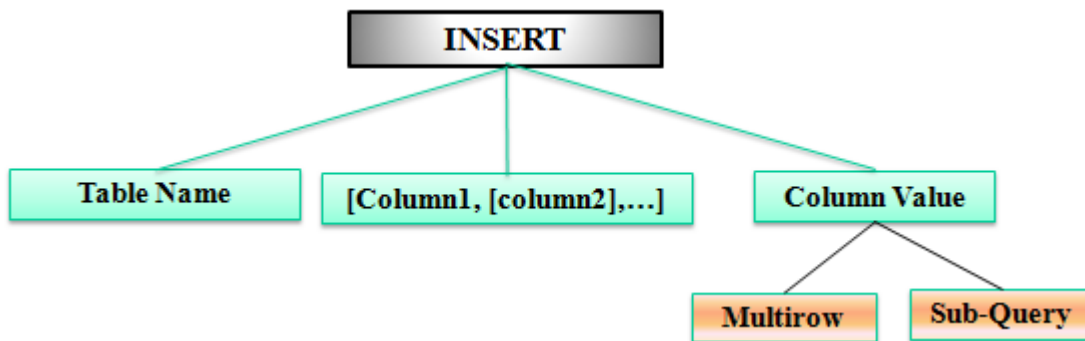 INSERT
Table Name
[Column1, [column2],...]
Column Value
Multirow
Sub-Query